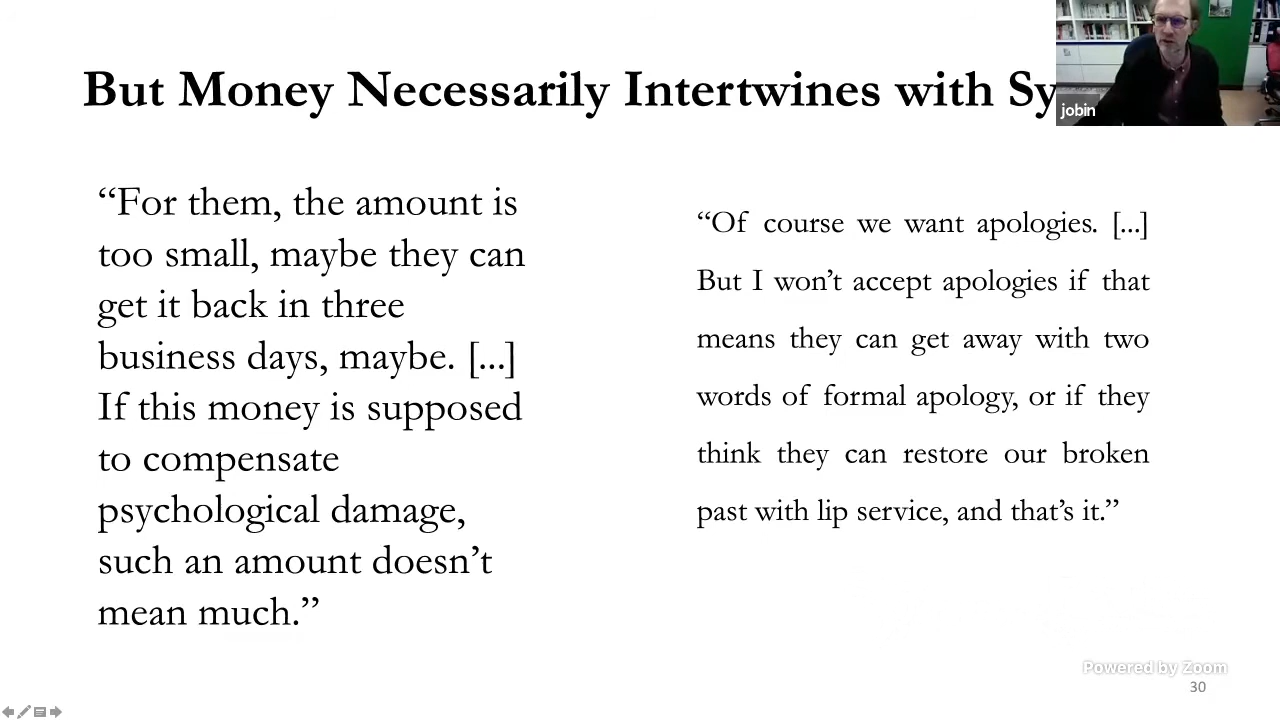 But Money Necessarily Intertwines with
jobin
“For them, the amount is
too small, maybe they can
get it back in three
business days, maybe. [...]
If this money is supposed
to compensate
psychological damage,
such an amount doesn’t
mean much.”
“Of course we want apologies. [...]
But I won’t accept apologies if that
means they can get away with two
words of formal apology, or if they
think they can restore our broken
past with lip service, and that’s it.”
Powered by Zoom
30